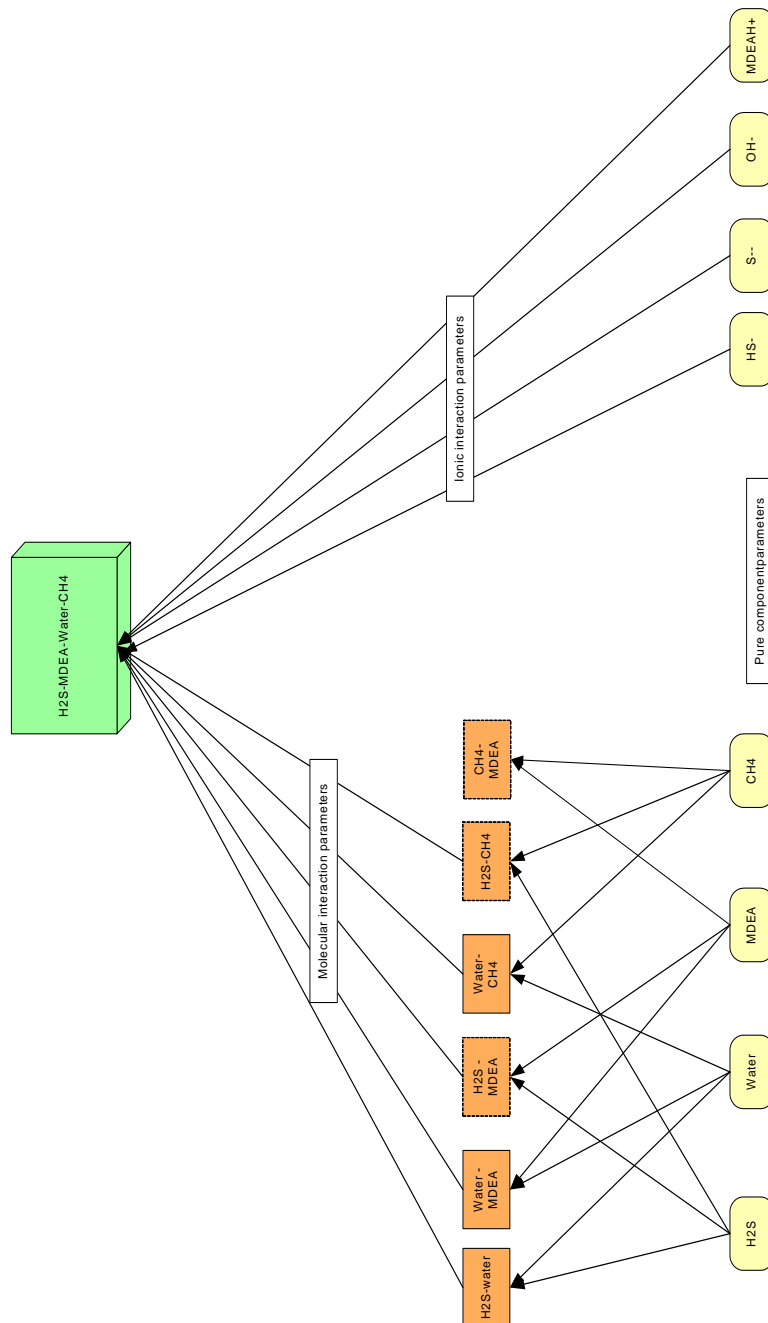 H2S-MDEA-Water-CH4
Molecular interaction parameters
Ionic interaction parameters
H2S-water
Water -
MDEA
H2S -
MDEA
Water-
CH4
H2S-CH4
CH4-
MDEA
H2S
Water
MDEA
CH4
Pure componentparameters
HS-
S--
OH-
MDEAH+